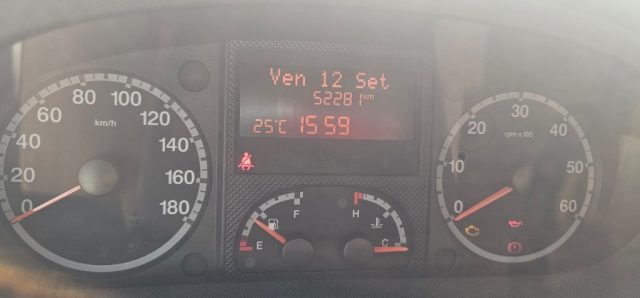 Ven 12 Set
52281 km
25°C 15 59
0 20 40 60 80 100 120 140 160 180
km/h
0 10 20 30 40 50 60
rpm x 100
E F
H C